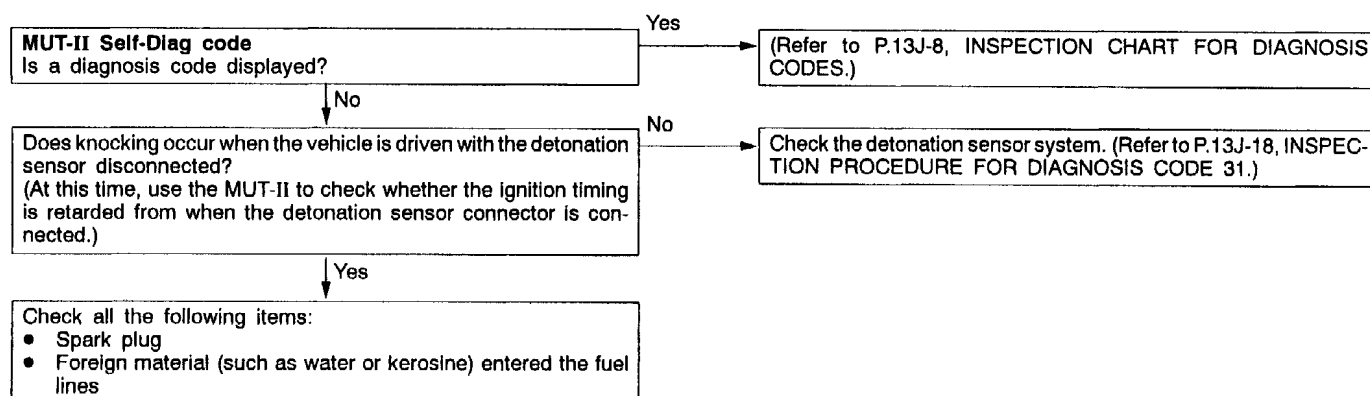 MUT-II Self-Diag code
Is a diagnosis code displayed?
Yes
(Refer to P.13J-8, INSPECTION CHART FOR DIAGNOSIS
CODES.)
No
Does knocking occur when the vehicle is driven with the detonation
sensor disconnected?
(At this time, use the MUT-II to check whether the ignition timing
is retarded from when the detonation sensor connector is con-
nected.)
No
Check the detonation sensor system. (Refer to P.13J-18, INSPEC-
TION PROCEDURE FOR DIAGNOSIS CODE 31.)
Yes
Check all the following items:
● Spark plug
● Foreign material (such as water or kerosine) entered the fuel
lines